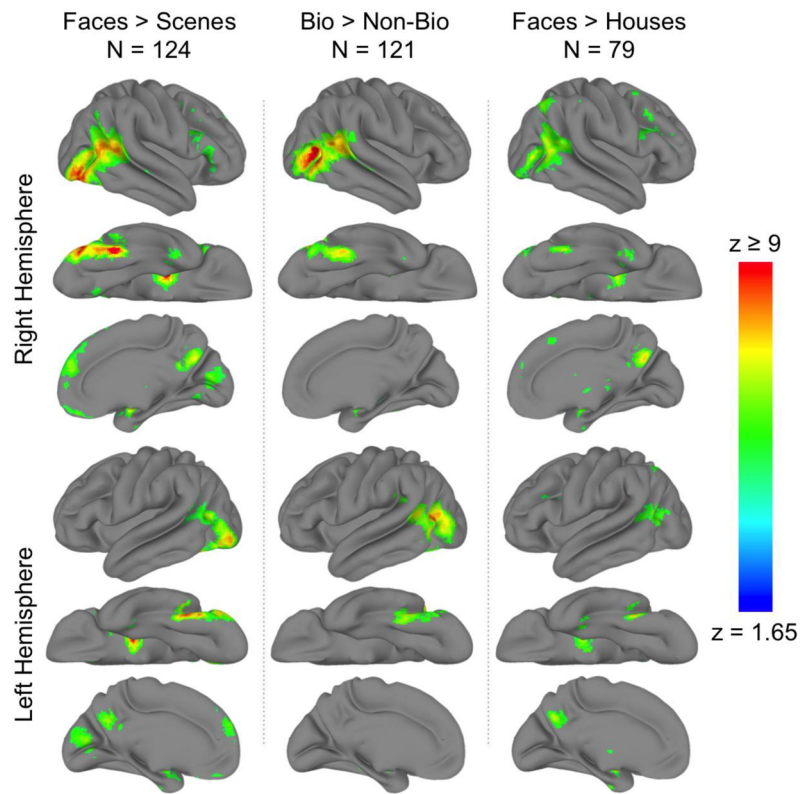 Faces > Scenes
N = 124
Bio > Non-Bio
N = 121
Faces > Houses
N = 79
Right Hemisphere
Left Hemisphere
z ≥ 9
z = 1.65